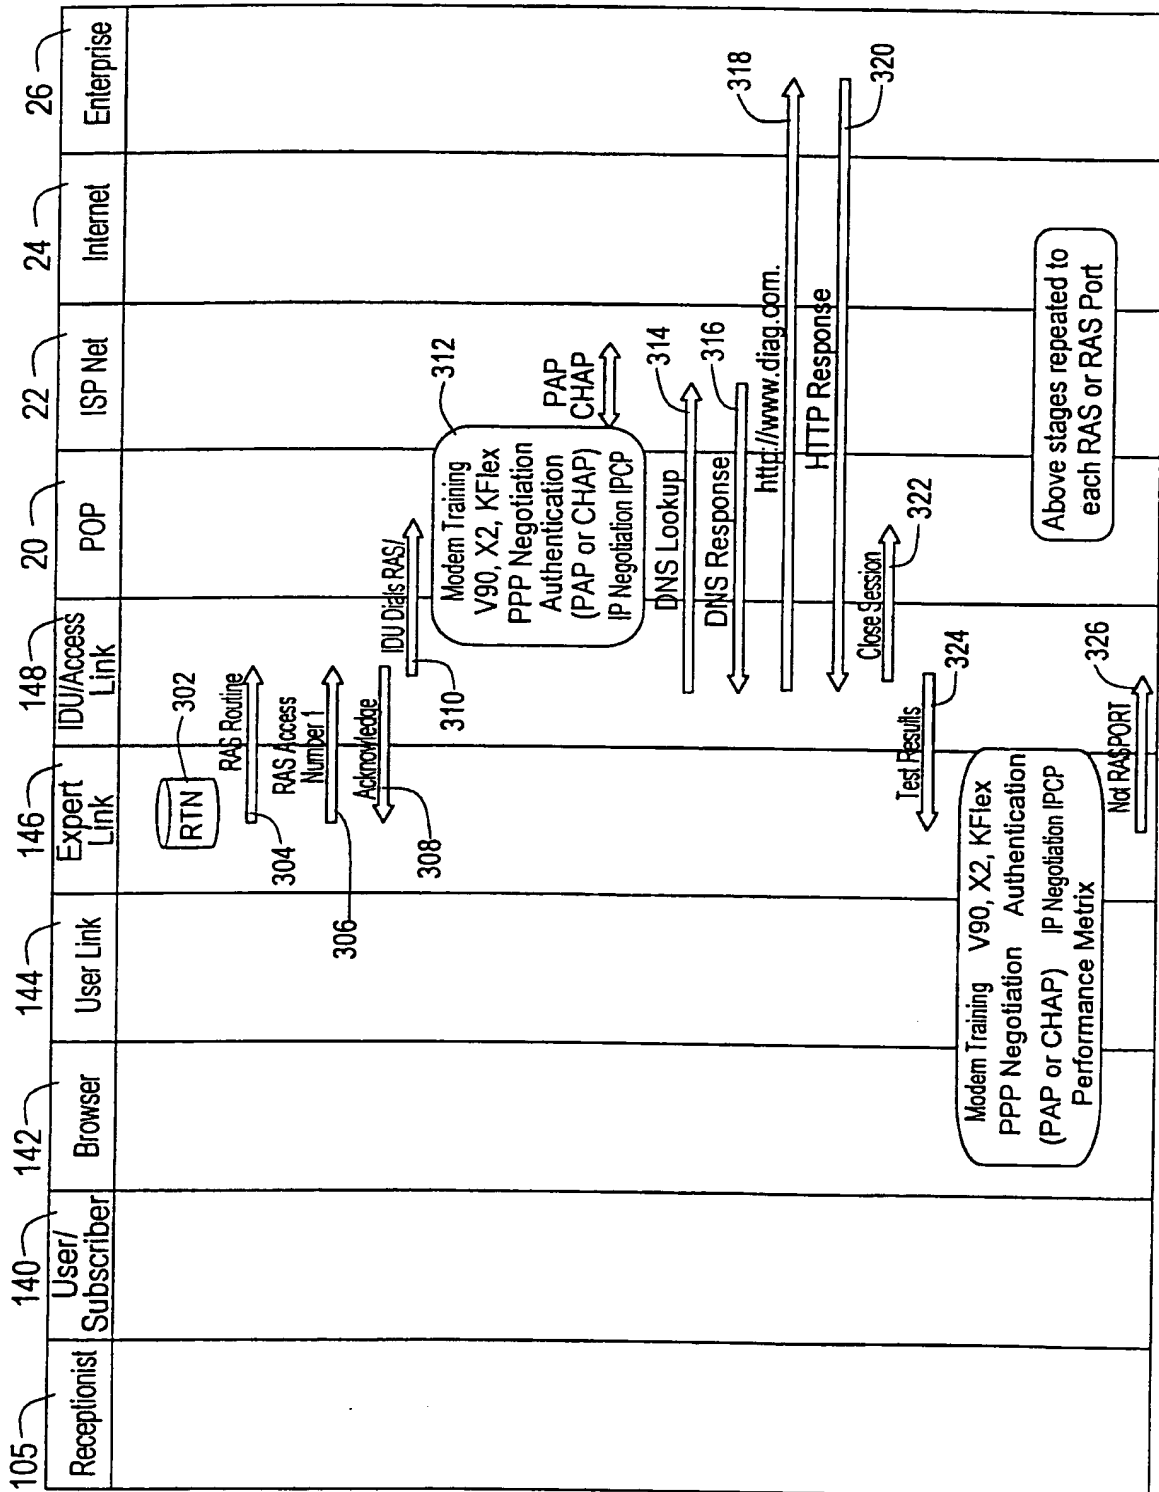 105
140
142
144
146
148
20
22
24
26
Receptionist
User/
Subscriber
Browser
User Link
Expert
Link
IDU/Access
Link
POP
ISP Net
Internet
Enterprise
RTN
302
RAS Routine
304
RAS Access
Number 1
306
Acknowledge
308
IDU Dials RAS/
310
Modem Training
V90, X2, KFlex
PPP Negotiation
Authentication
(PAP or CHAP)
IP Negotiation IPCP
312
PAP
CHAP
DNS Lookup
314
DNS Response
316
http://www.diag.com.
318
HTTP Response
320
Close Session
322
Test Results
324
Modem Training V90, X2, KFlex
PPP Negotiation Authentication
(PAP or CHAP) IP Negotiation IPCP
Performance Metrix
Above stages repeated to
each RAS or RAS Port
Not RASPORT
326